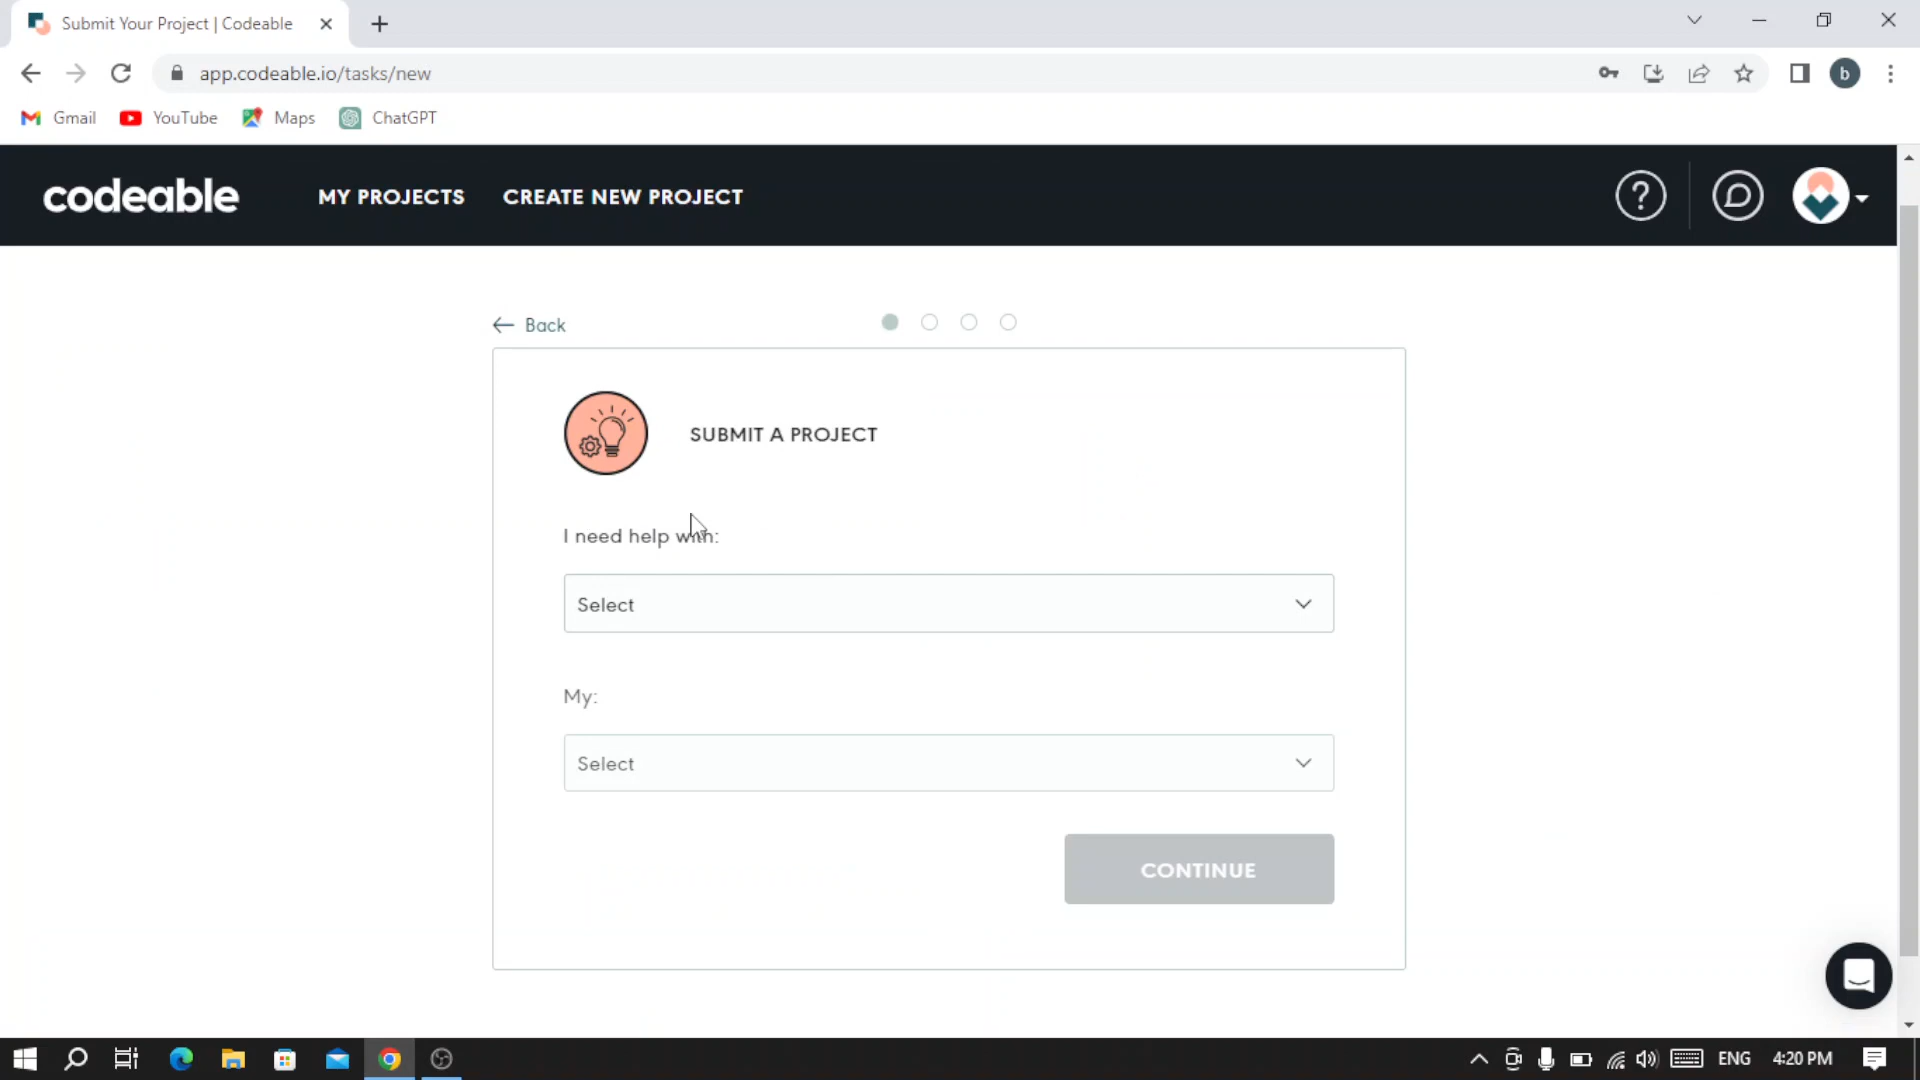 Submit Your Project | Codeable
app.codeable.io/tasks/new
b
Gmail YouTube Maps ChatGPT
codeable MY PROJECTS CREATE NEW PROJECT
?
Back
SUBMIT A PROJECT
I need help with:
Select
My:
Select
CONTINUE
ENG 4:20 PM